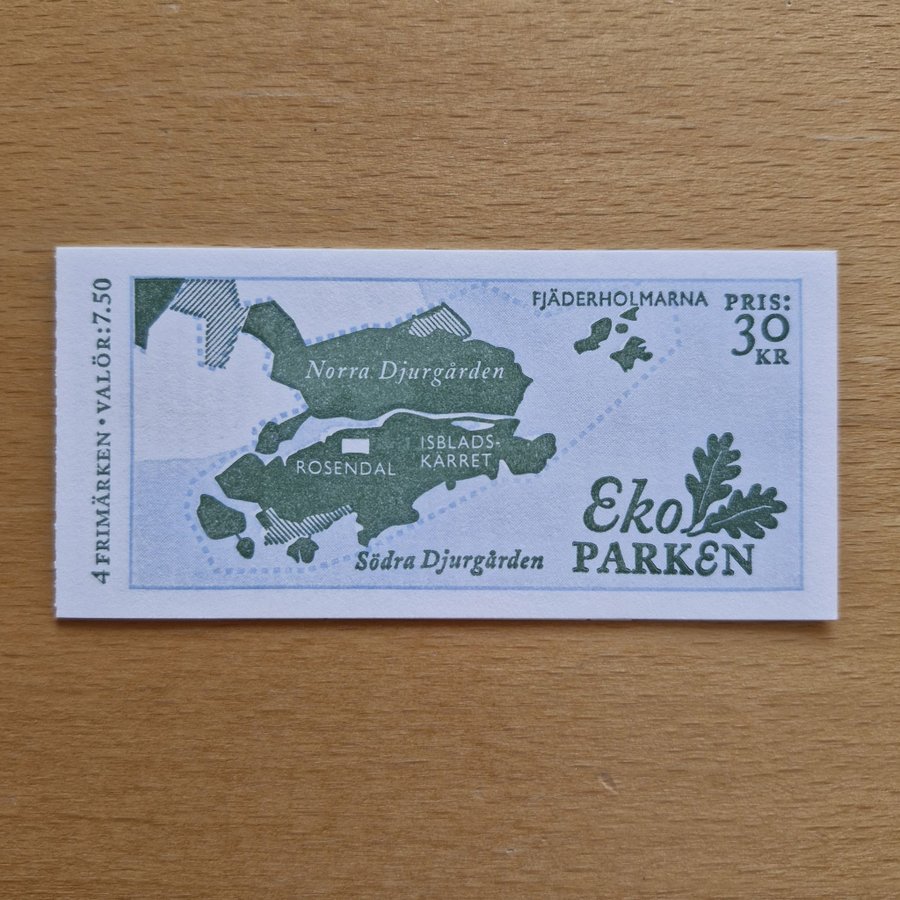 4 FRIMÄRKEN • VALÖR: 7.50
FJÄDERHOLMARNA
PRIS:
30
KR
Norra Djurgården
ISBLADS-
KÄRRET
ROSENDAL
Södra Djurgården
Eko
PARKEN